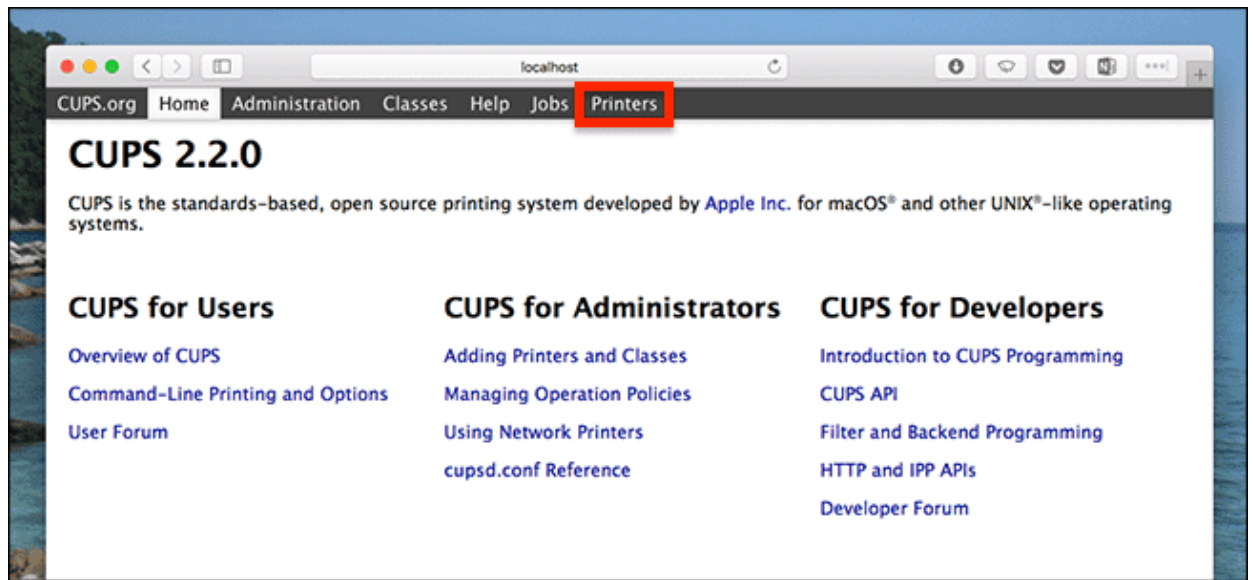 localhost
CUPS.org Home Administration Classes Help Jobs Printers
CUPS 2.2.0
CUPS is the standards-based, open source printing system developed by Apple Inc. for macOS® and other UNIX®-like operating
systems.
CUPS for Users
Overview of CUPS
Command-Line Printing and Options
User Forum
CUPS for Administrators
Adding Printers and Classes
Managing Operation Policies
Using Network Printers
cupsd.conf Reference
CUPS for Developers
Introduction to CUPS Programming
CUPS API
Filter and Backend Programming
HTTP and IPP APIs
Developer Forum